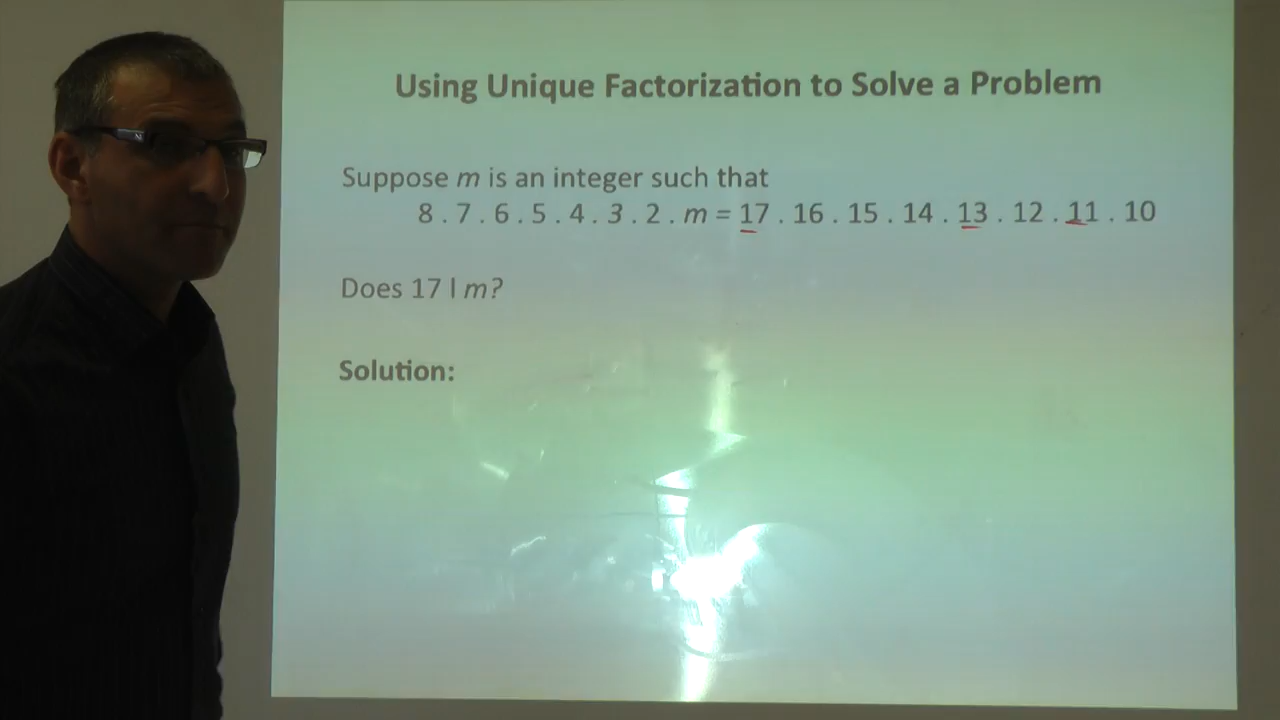 Using Unique Factorization to Solve a Problem
Suppose m is an integer such that
8 . 7 . 6 . 5 . 4 . 3 . 2 . m = 17 . 16 . 15 . 14 . 13 . 12 . 11 . 10
Does 17 l m?
Solution: